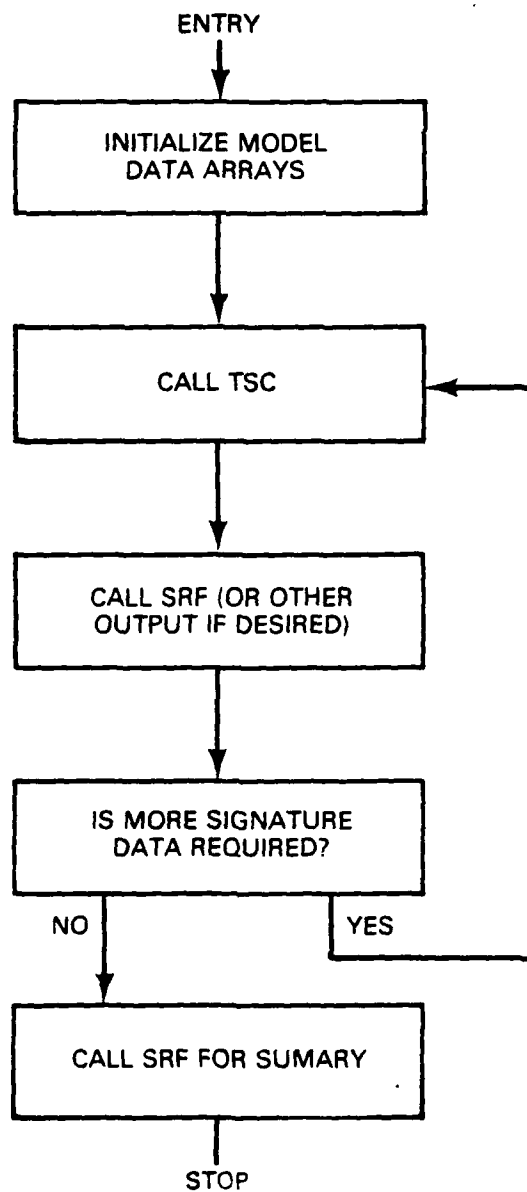 ENTRY
INITIALIZE MODEL
DATA ARRAYS
CALL TSC
CALL SRF (OR OTHER
OUTPUT IF DESIRED)
IS MORE SIGNATURE
DATA REQUIRED?
NO
YES
CALL SRF FOR SUMARY
STOP